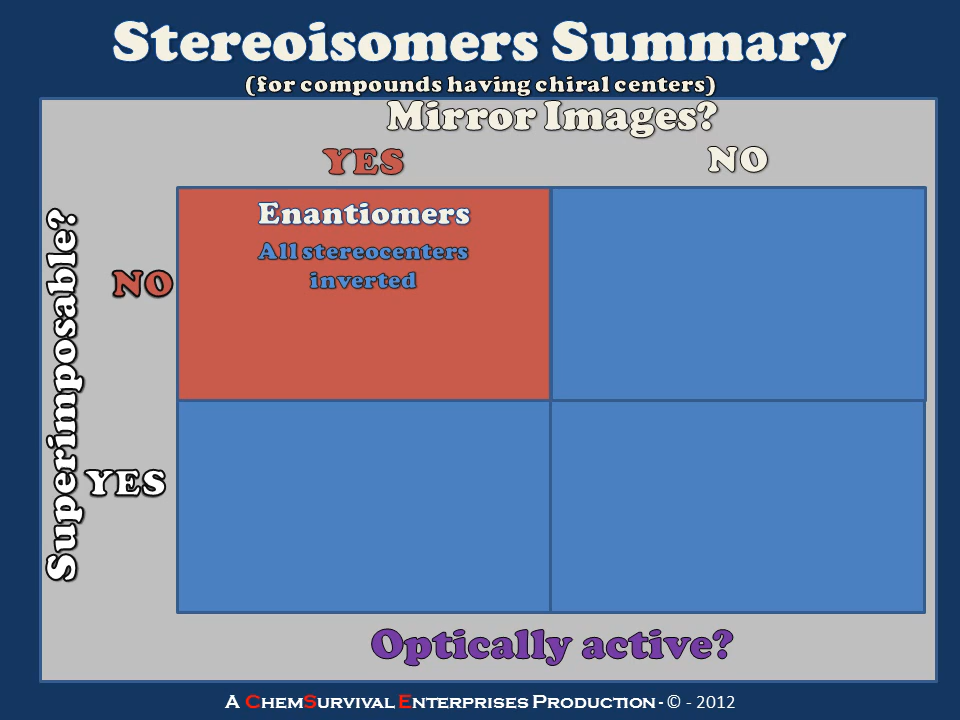 Stereoisomers Summary
(for compounds having chiral centers)
Mirror Images?
YES
NO
Enantiomers
All stereocenters
inverted
Superimposable?
NO
YES
Optically active?
A ChemSurvival Enterprises Production - © - 2012